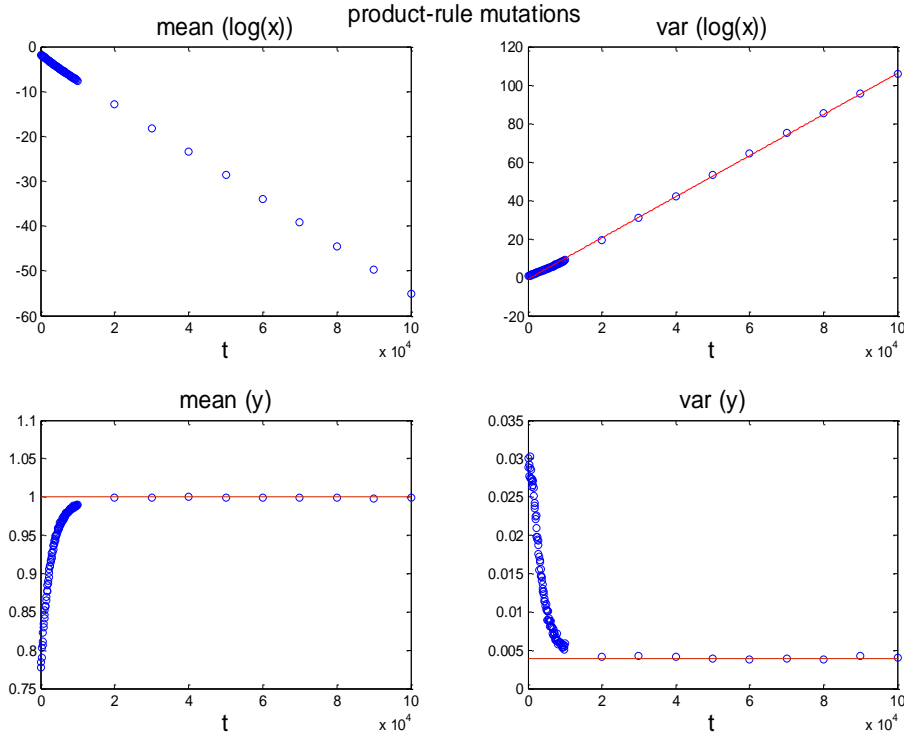 product-rule mutations
mean (log(x))
0
-10
-20
-30
-40
-50
-60
0 2 4 6 8 10
x 10^4
t
var (log(x))
120
100
80
60
40
20
0
-20
0 2 4 6 8 10
x 10^4
t
mean (y)
1.1
1.05
1
0.95
0.9
0.85
0.8
0.75
0 2 4 6 8 10
x 10^4
t
var (y)
0.035
0.03
0.025
0.02
0.015
0.01
0.005
0
0 2 4 6 8 10
x 10^4
t